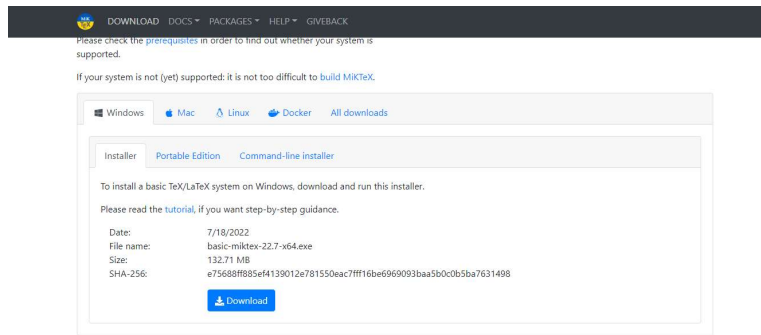 MiK
TEX
DOWNLOAD DOCS PACKAGES HELP GIVEBACK
Please check the prerequisites in order to find out whether your system is
supported.
If your system is not (yet) supported: it is not too difficult to build MiKTeX.
Windows Mac Linux Docker All downloads
Installer Portable Edition Command-line installer
To install a basic TeX/LaTeX system on Windows, download and run this installer.
Please read the tutorial, if you want step-by-step guidance.
Date: 7/18/2022
File name: basic-miktex-22.7-x64.exe
Size: 132.71 MB
SHA-256: e75688ff885ef4139012e781550eac7fff16be6969093baa5b0c0b5ba7631498
Download